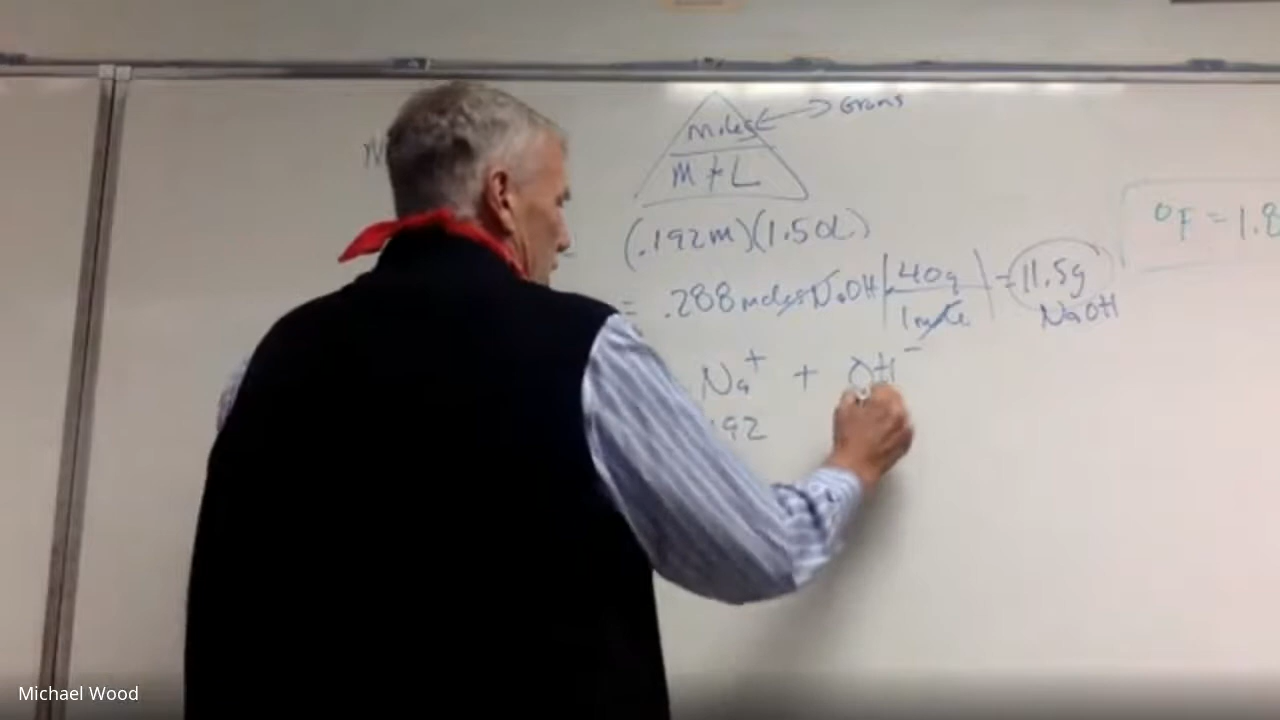 moles ↔ Grams
M + L
(.192m)(1.50L)
= .288 moles NaOH | 40g / 1 mole | = 11.5g NaOH
°F = 1.8
Na⁺ + OH⁻
192
Michael Wood